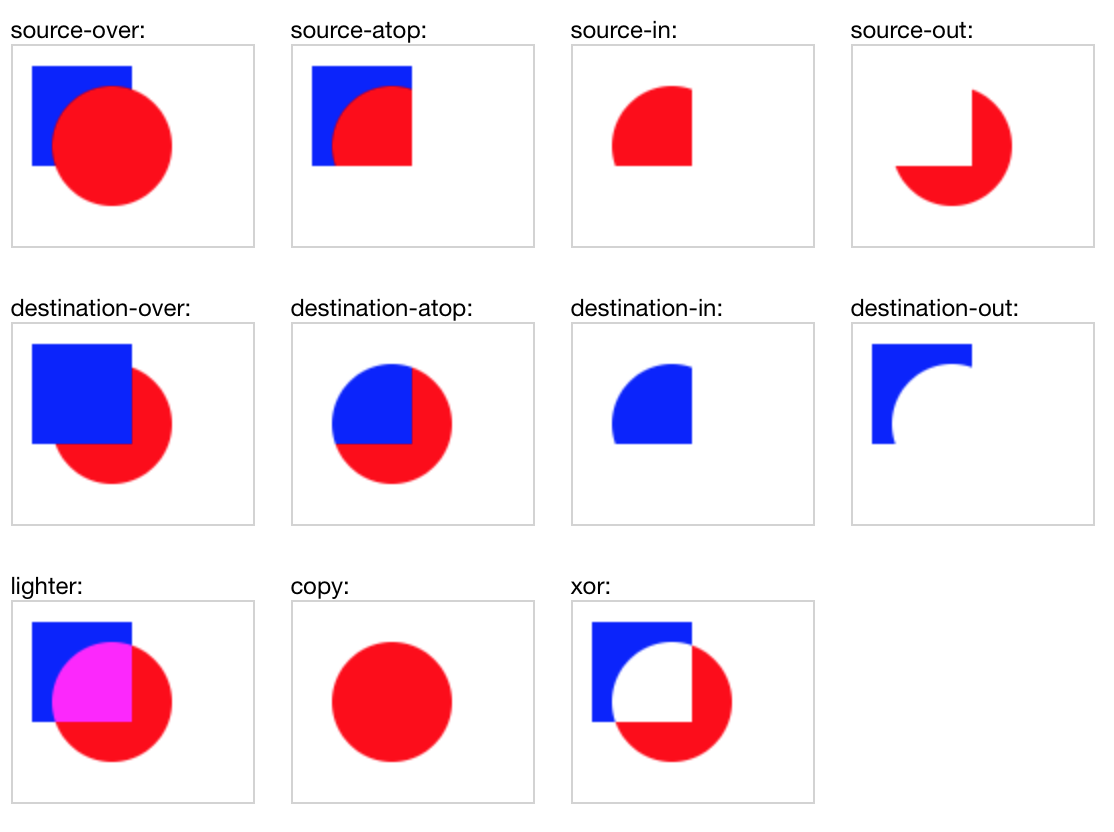 source-over:
source-atop:
source-in:
source-out:
destination-over:
destination-atop:
destination-in:
destination-out:
lighter:
copy:
xor: